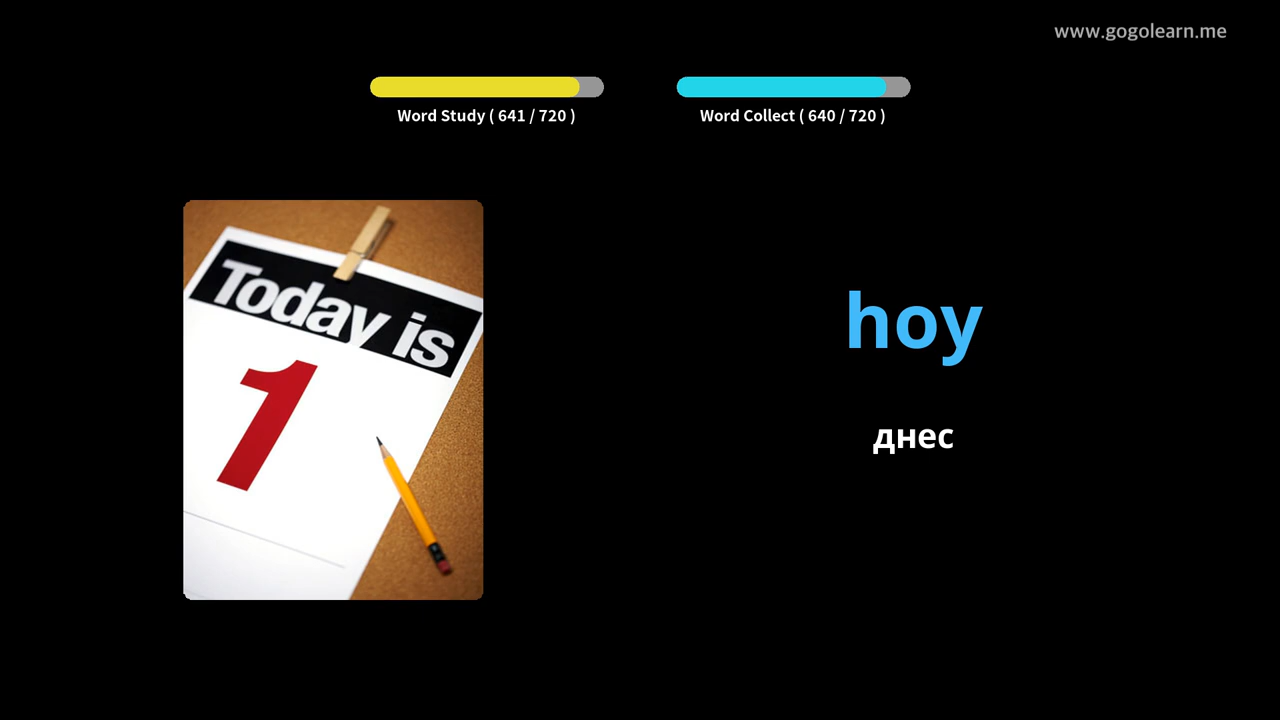 www.gogolearn.me
Word Study ( 641 / 720 )
Word Collect ( 640 / 720 )
Today is
1
hoy
днес